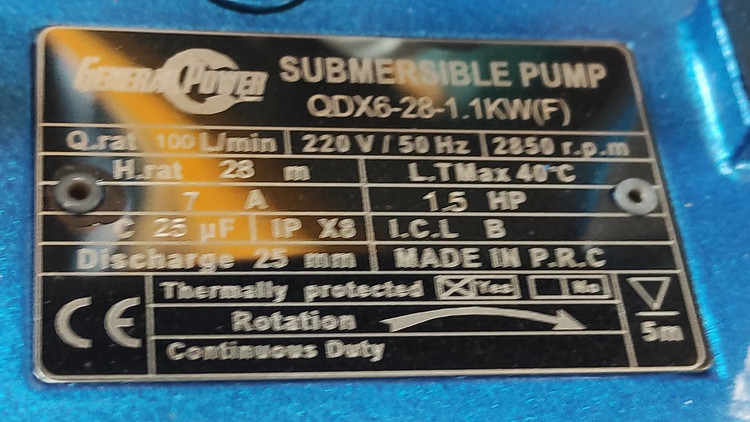 GENERAL POWER
SUBMERSIBLE PUMP
QDX6-28-1.1KW(F)
Q.rat 100 L/min 220 V / 50 Hz 2850 r.p.m
H.rat 28 m L.TMax 40°C
7 A 1.5 HP
C 25 µF IP X8 I.C.L B
Discharge 25 mm MADE IN P.R.C
Thermally protected Yes No
CE Rotation 5m
Continuous Duty